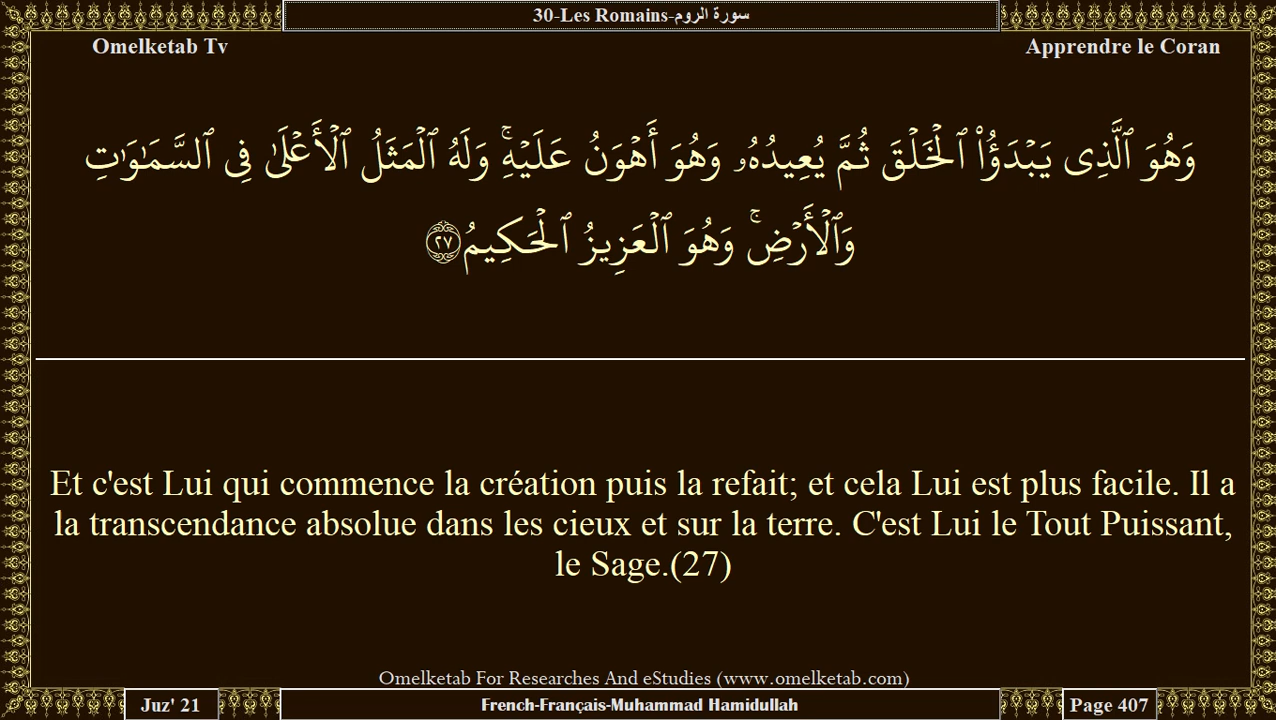 30-Les Romains-سورة الروم
Omelketab Tv
Apprendre le Coran
وَهُوَ ٱلَّذِى يَبْدَؤُا۟ ٱلْخَلْقَ ثُمَّ يُعِيدُهُۥ وَهُوَ أَهْوَنُ عَلَيْهِ ۚ وَلَهُ ٱلْمَثَلُ ٱلْأَعْلَىٰ فِى ٱلسَّمَـٰوَٰتِ
وَٱلْأَرْضِ ۚ وَهُوَ ٱلْعَزِيزُ ٱلْحَكِيمُ ٢٧
Et c'est Lui qui commence la création puis la refait; et cela Lui est plus facile. Il a
la transcendance absolue dans les cieux et sur la terre. C'est Lui le Tout Puissant,
le Sage.(27)
Omelketab For Researches And eStudies (www.omelketab.com)
Juz' 21
French-Français-Muhammad Hamidullah
Page 407